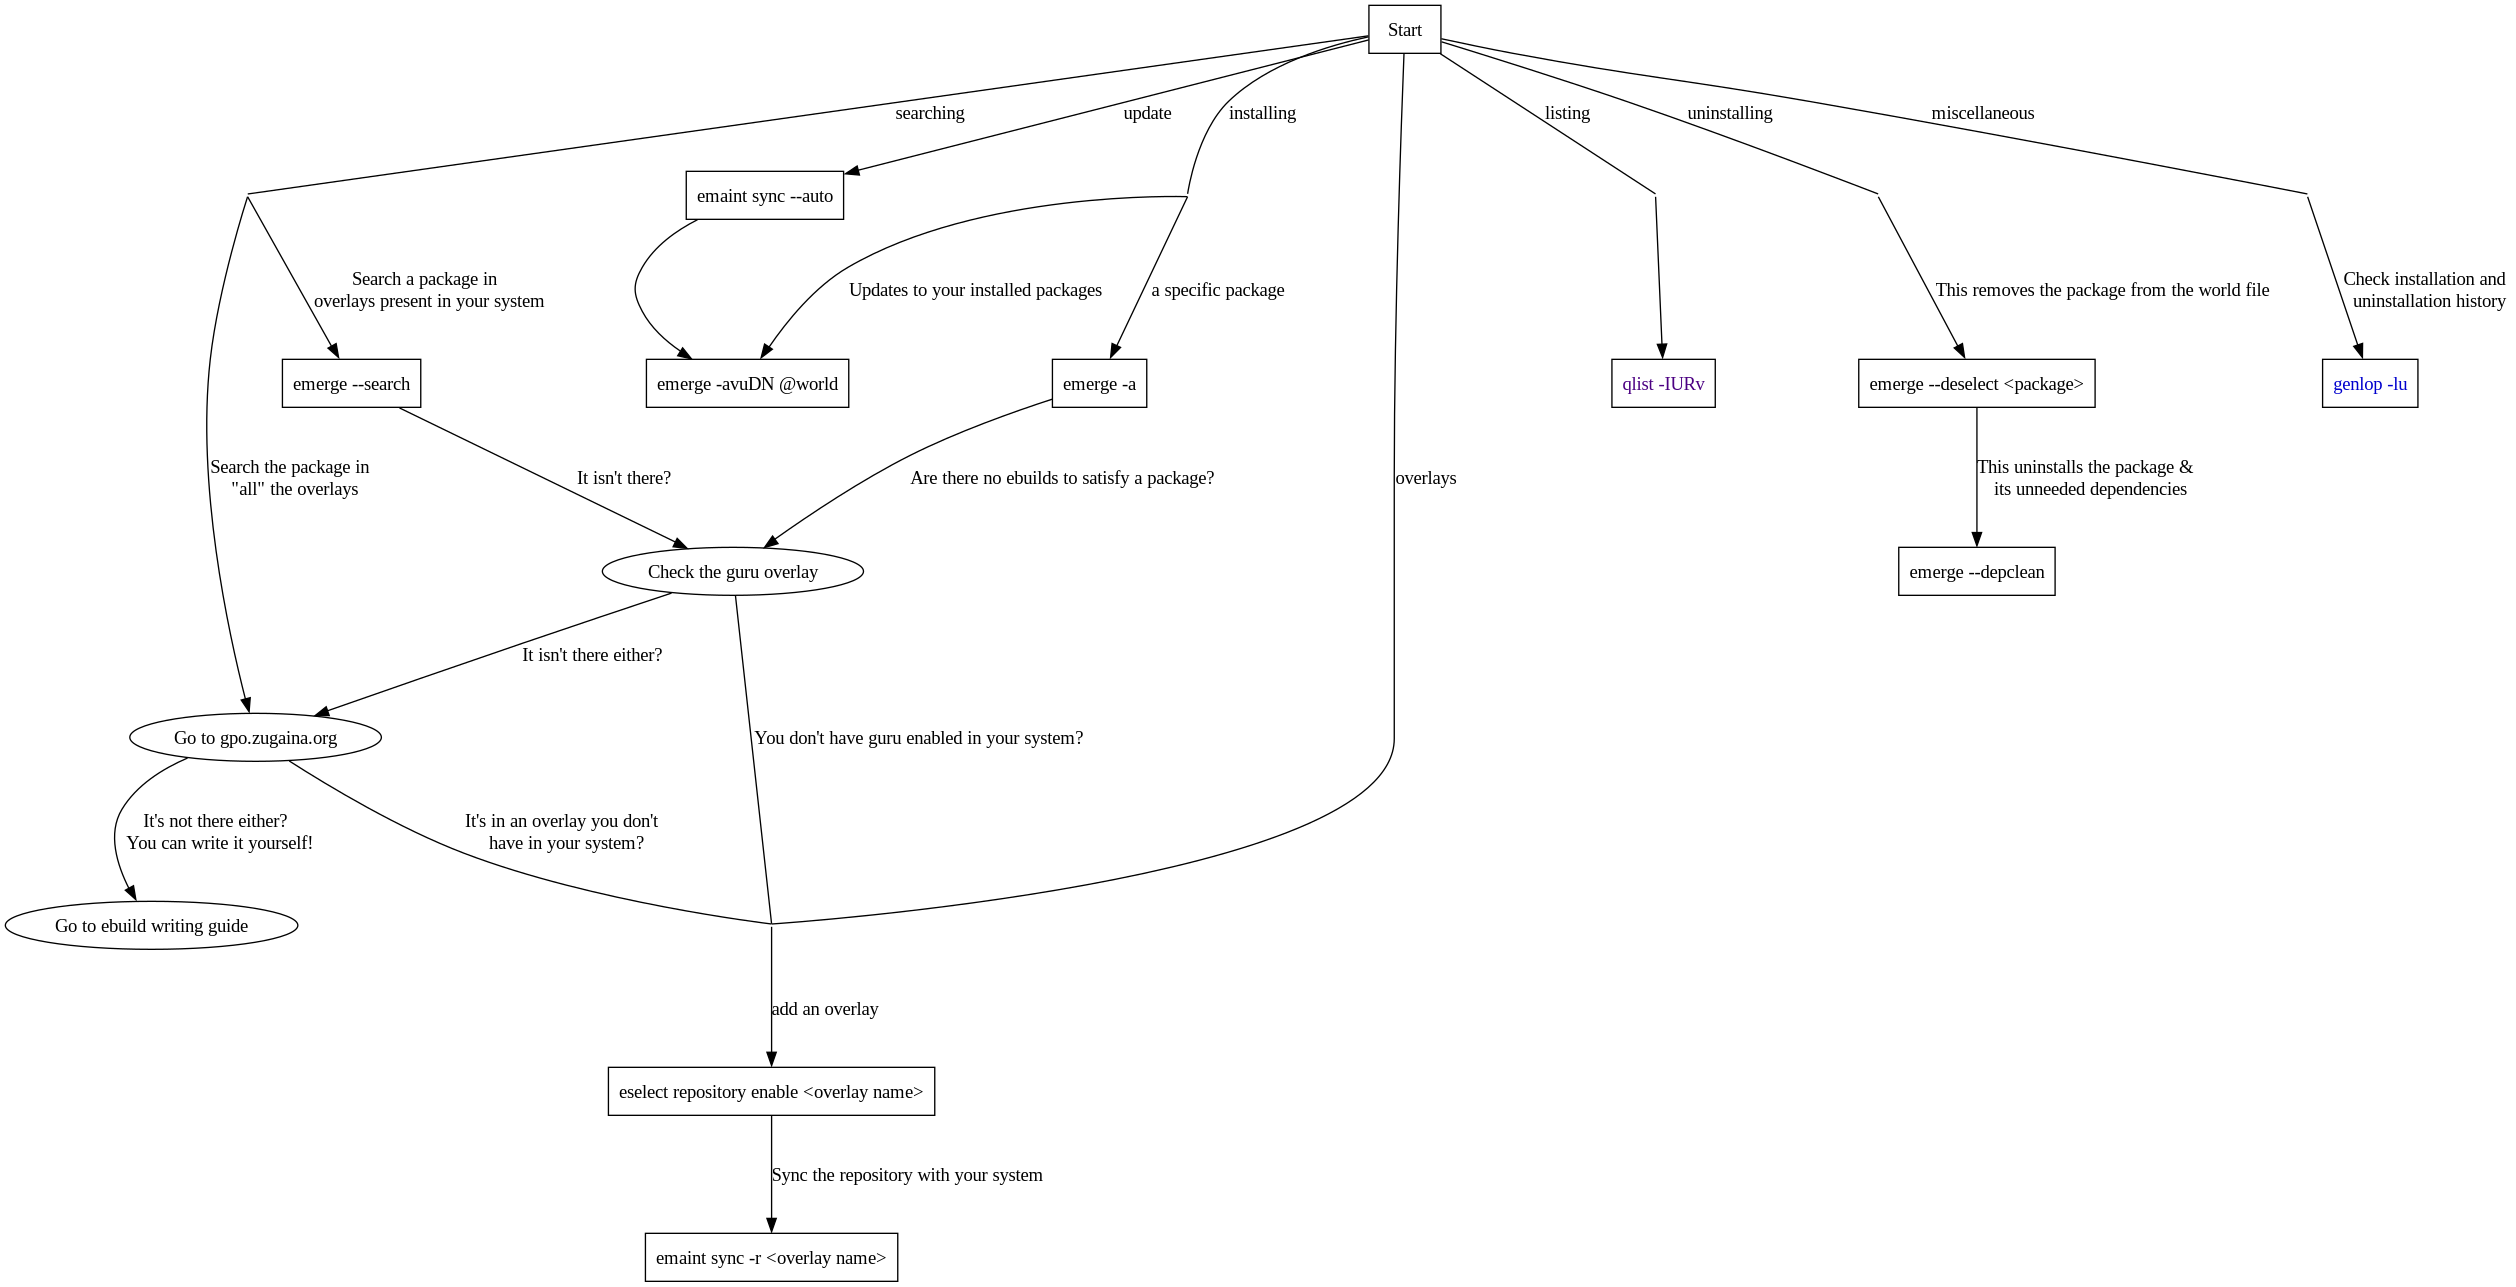 Start
searching
update
installing
listing
uninstalling
miscellaneous
emaint sync --auto
Search a package in
overlays present in your system
Updates to your installed packages
a specific package
This removes the package from the world file
Check installation and
uninstallation history
emerge --search
emerge -avuDN @world
emerge -a
qlist -IURv
emerge --deselect <package>
genlop -lu
Search the package in
"all" the overlays
It isn't there?
Are there no ebuilds to satisfy a package?
overlays
This uninstalls the package &
its unneeded dependencies
Check the guru overlay
emerge --depclean
It isn't there either?
Go to gpo.zugaina.org
You don't have guru enabled in your system?
It's not there either?
You can write it yourself!
It's in an overlay you don't
have in your system?
Go to ebuild writing guide
add an overlay
eselect repository enable <overlay name>
Sync the repository with your system
emaint sync -r <overlay name>